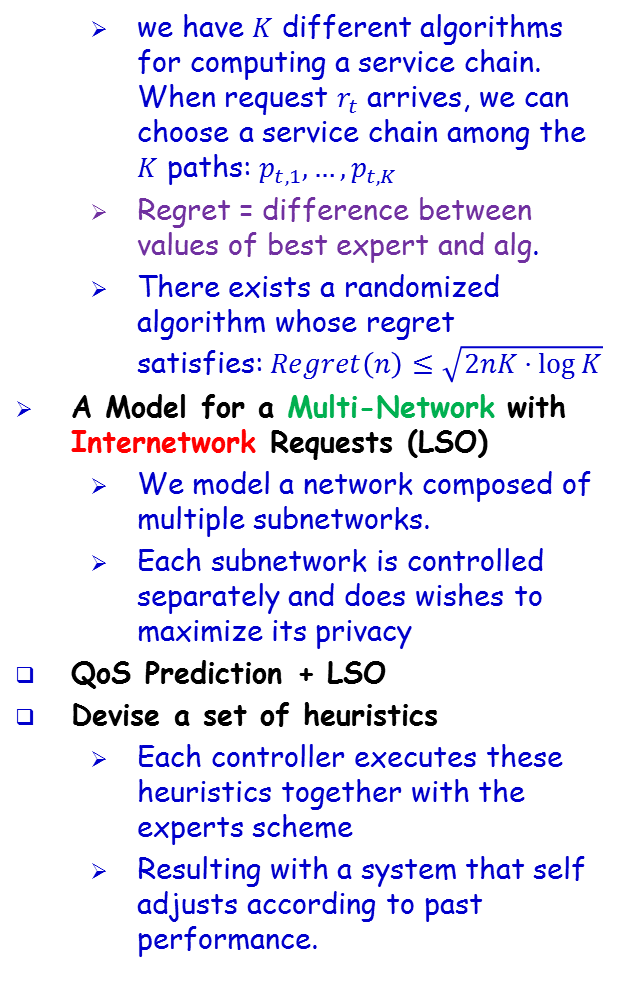 ➢ we have K different algorithms
for computing a service chain.
When request r_t arrives, we can
choose a service chain among the
K paths: p_{t,1}, … , p_{t,K}
➢ Regret = difference between
values of best expert and alg.
➢ There exists a randomized
algorithm whose regret
satisfies: Regret(n) ≤ √(2nK · log K)
➢ A Model for a Multi-Network with
Internetwork Requests (LSO)
➢ We model a network composed of
multiple subnetworks.
➢ Each subnetwork is controlled
separately and does wishes to
maximize its privacy
❑ QoS Prediction + LSO
❑ Devise a set of heuristics
➢ Each controller executes these
heuristics together with the
experts scheme
➢ Resulting with a system that self
adjusts according to past
performance.